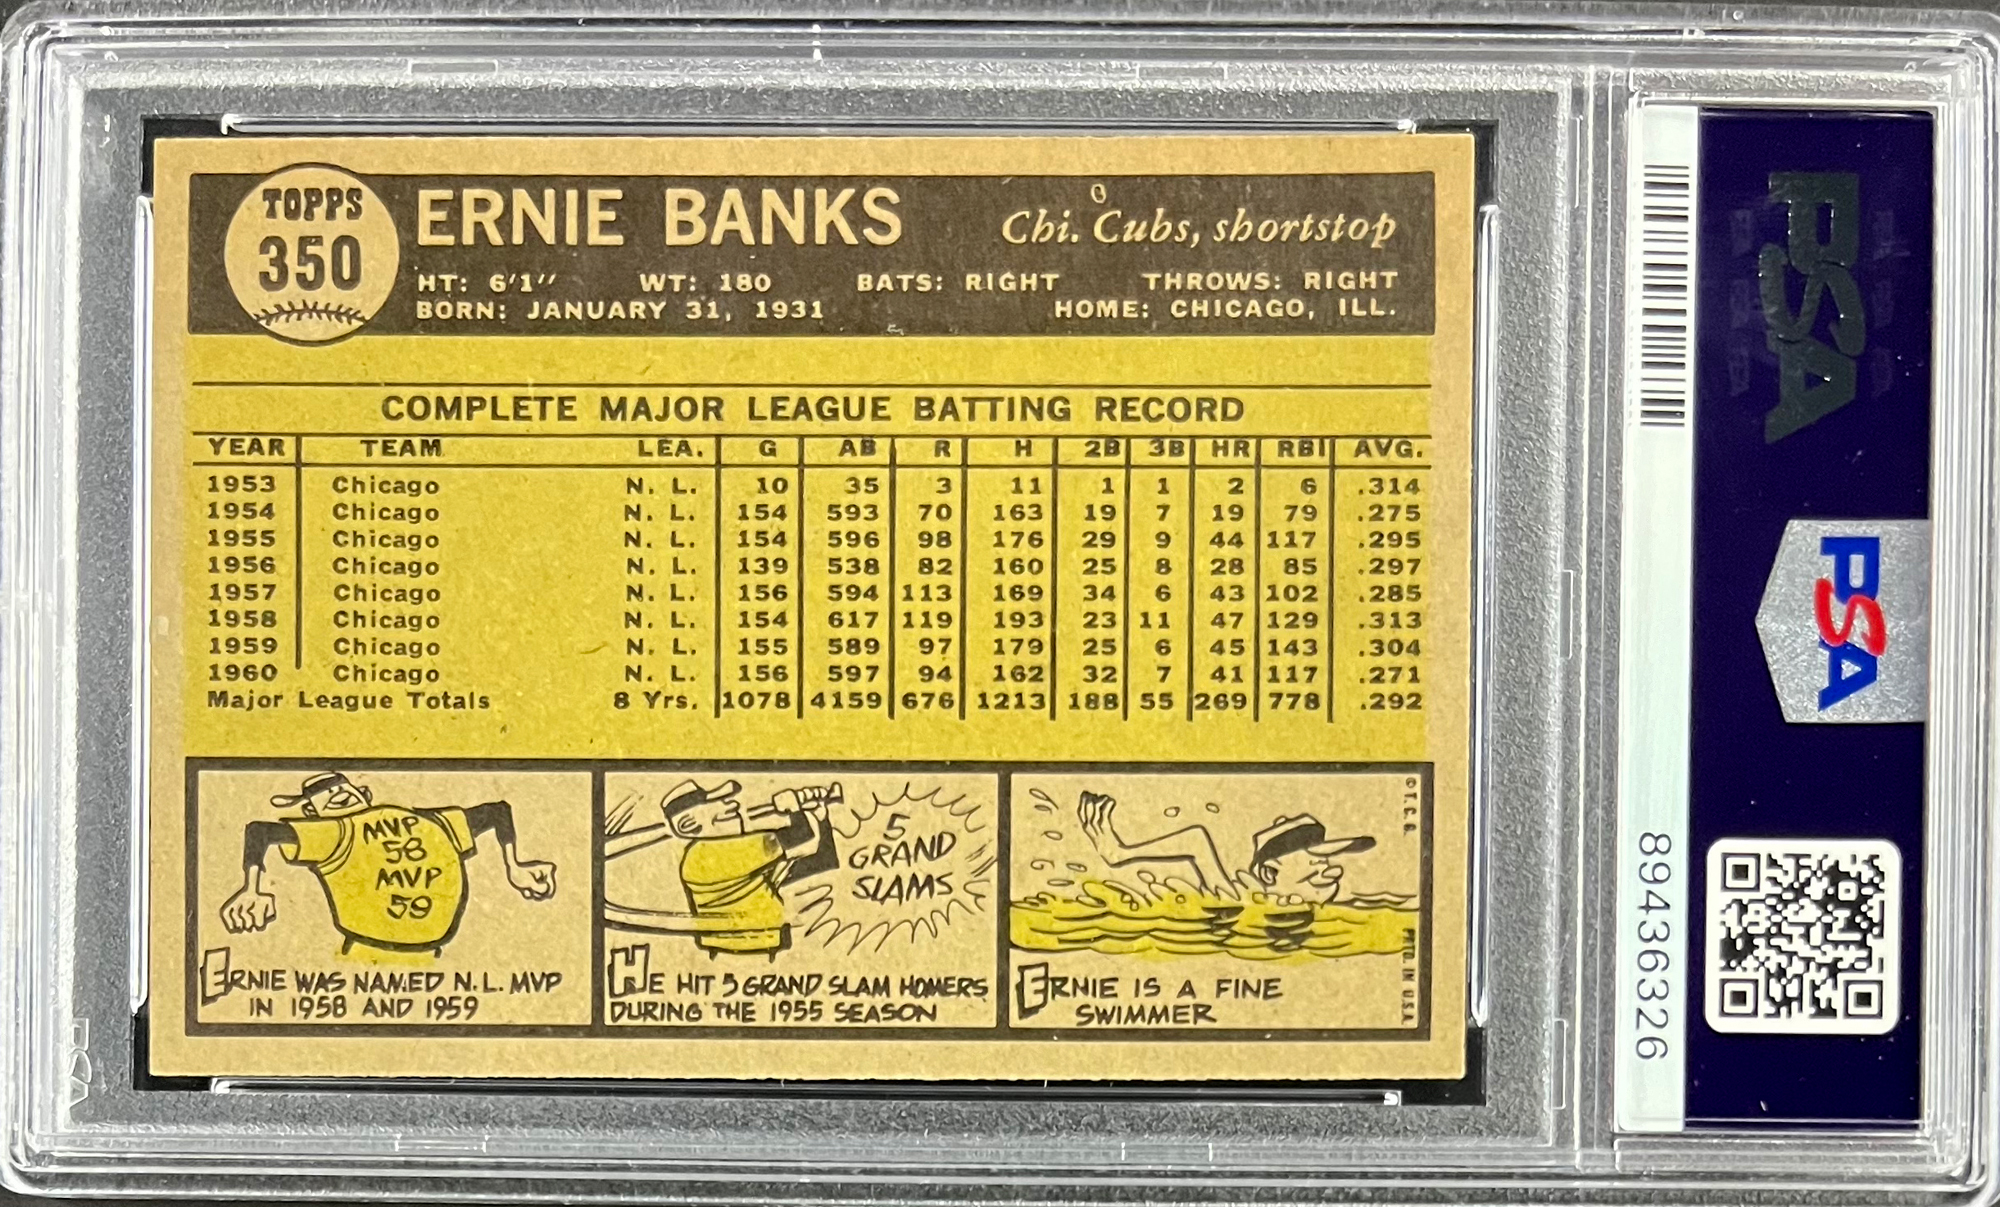 TOPPS
350
ERNIE BANKS
Chi. Cubs, shortstop
HT: 6'1" WT: 180 BATS: RIGHT THROWS: RIGHT
BORN: JANUARY 31, 1931 HOME: CHICAGO, ILL.
COMPLETE MAJOR LEAGUE BATTING RECORD
YEAR TEAM LEA. G AB R H 2B 3B HR RBI AVG.
1953 Chicago N. L. 10 35 3 11 1 1 2 6 .314
1954 Chicago N. L. 154 593 70 163 19 7 19 79 .275
1955 Chicago N. L. 154 596 98 176 29 9 44 117 .295
1956 Chicago N. L. 139 538 82 160 25 8 28 85 .297
1957 Chicago N. L. 156 594 113 169 34 6 43 102 .285
1958 Chicago N. L. 154 617 119 193 23 11 47 129 .313
1959 Chicago N. L. 155 589 97 179 25 6 45 143 .304
1960 Chicago N. L. 156 597 94 162 32 7 41 117 .271
Major League Totals 8 Yrs. 1078 4159 676 1213 188 55 269 778 .292
MVP
58
MVP
59
ERNIE WAS NAMED N.L. MVP
IN 1958 AND 1959
5
GRAND
SLAMS
HE HIT 5 GRAND SLAM HOMERS
DURING THE 1955 SEASON
ERNIE IS A FINE
SWIMMER
© T.C.G.
PRTD. IN U.S.A.
PSA
PSA
89436326
PSA